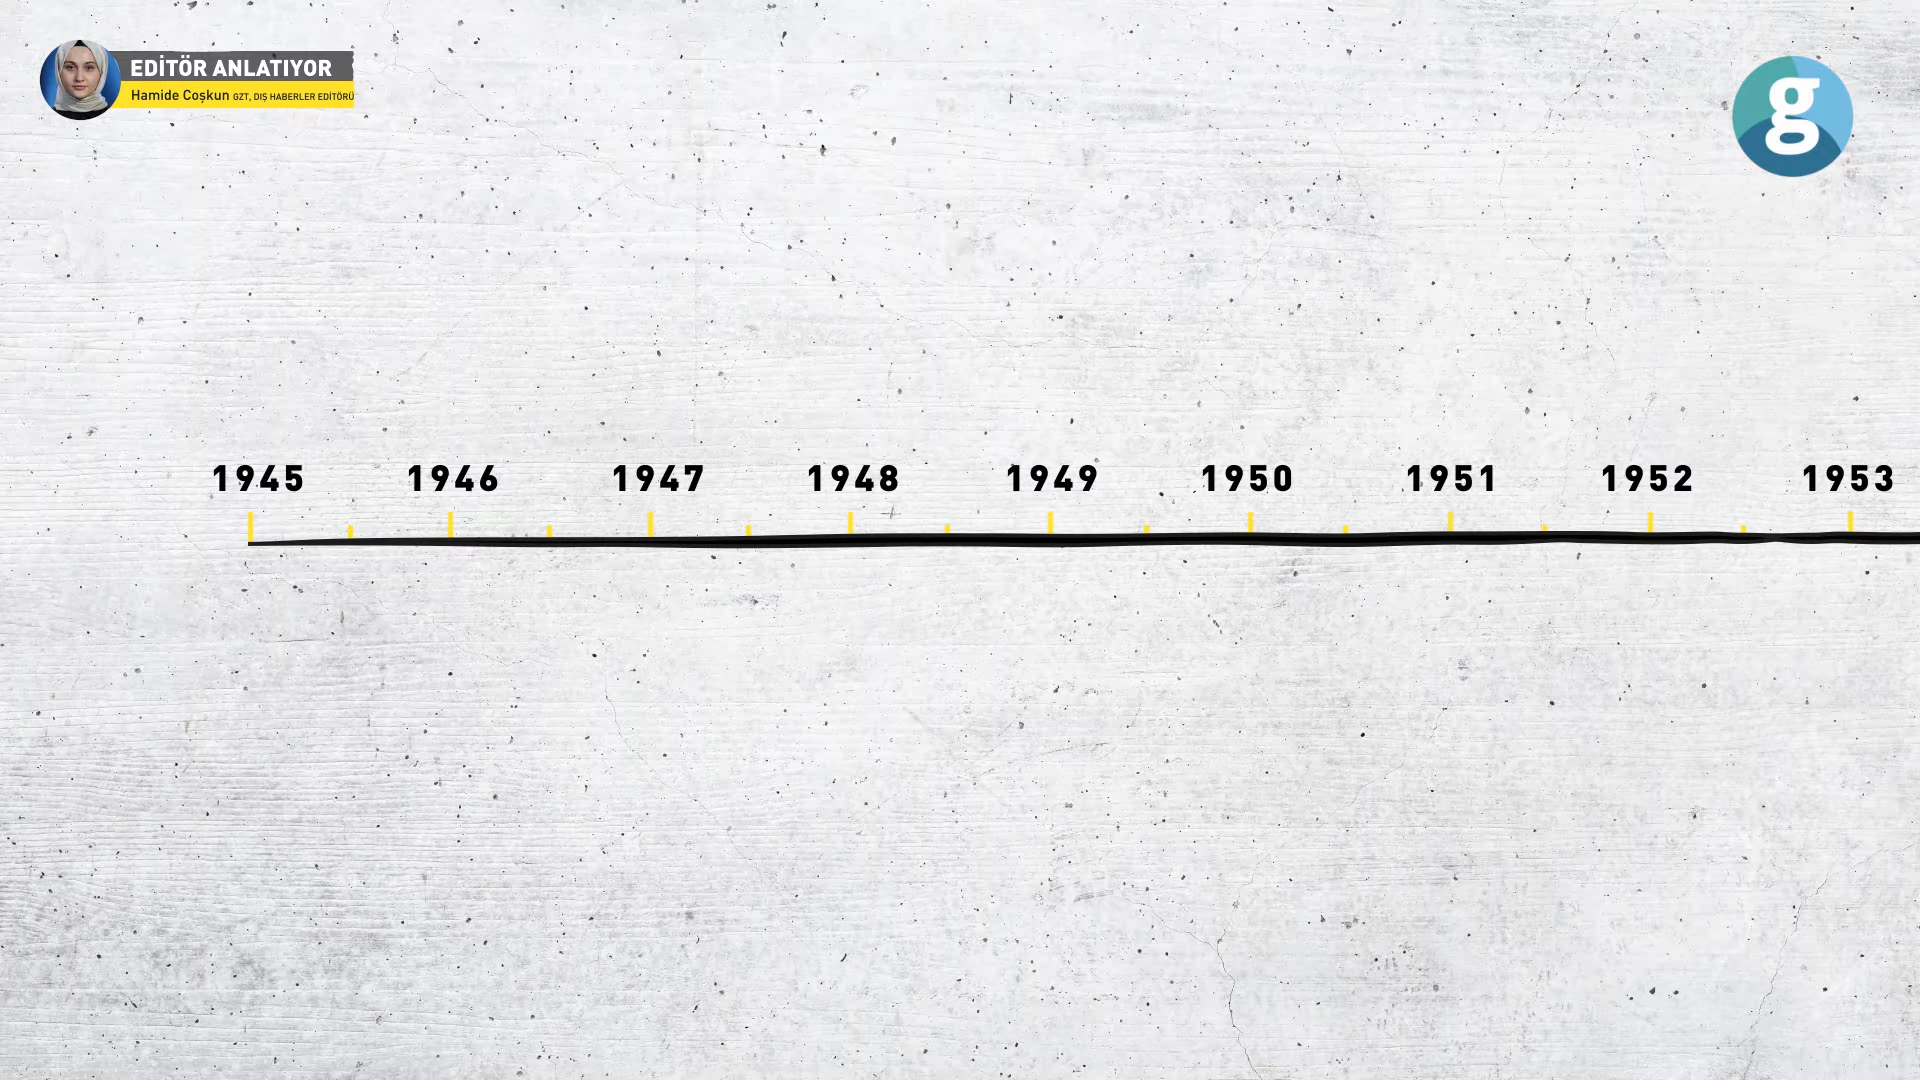 EDİTÖR ANLATIYOR
Hamide Coşkun GZT, DIŞ HABERLER EDİTÖRÜ
g
1945 1946 1947 1948 1949 1950 1951 1952 1953